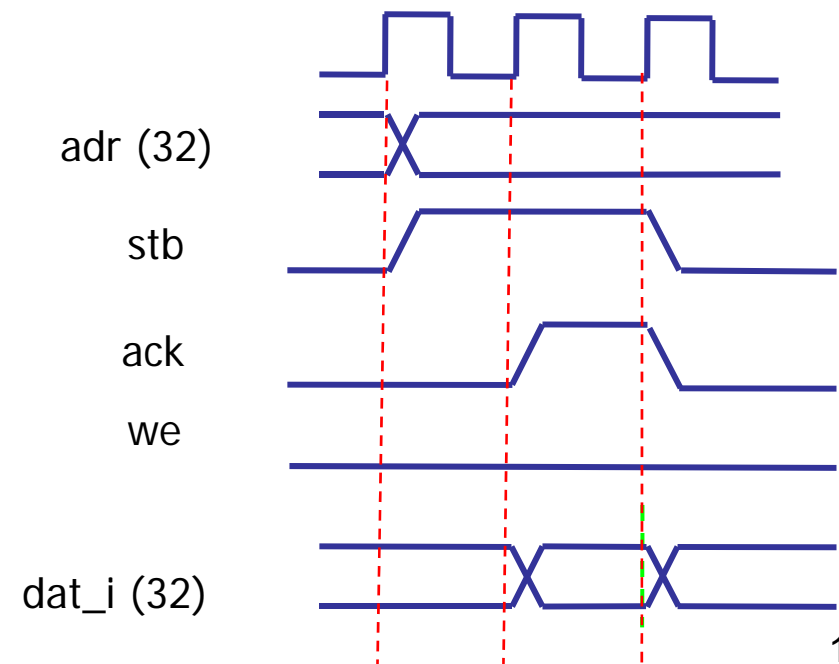 adr (32)
stb
ack
we
dat_i (32)